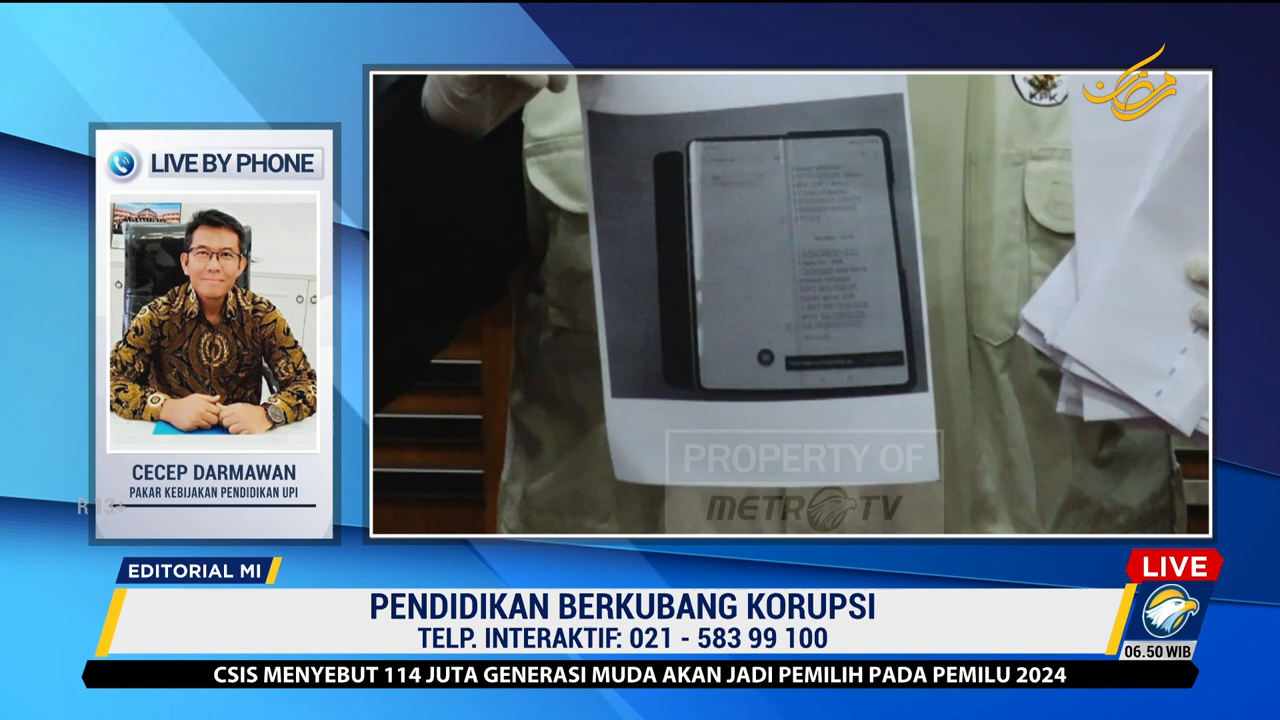 رمضان
KPK
LIVE BY PHONE
CECEP DARMAWAN
PAKAR KEBIJAKAN PENDIDIKAN UPI
R 13+
PROPERTY OF
METRO TV
EDITORIAL MI
LIVE
PENDIDIKAN BERKUBANG KORUPSI
TELP. INTERAKTIF: 021 - 583 99 100
06.50 WIB
CSIS MENYEBUT 114 JUTA GENERASI MUDA AKAN JADI PEMILIH PADA PEMILU 2024